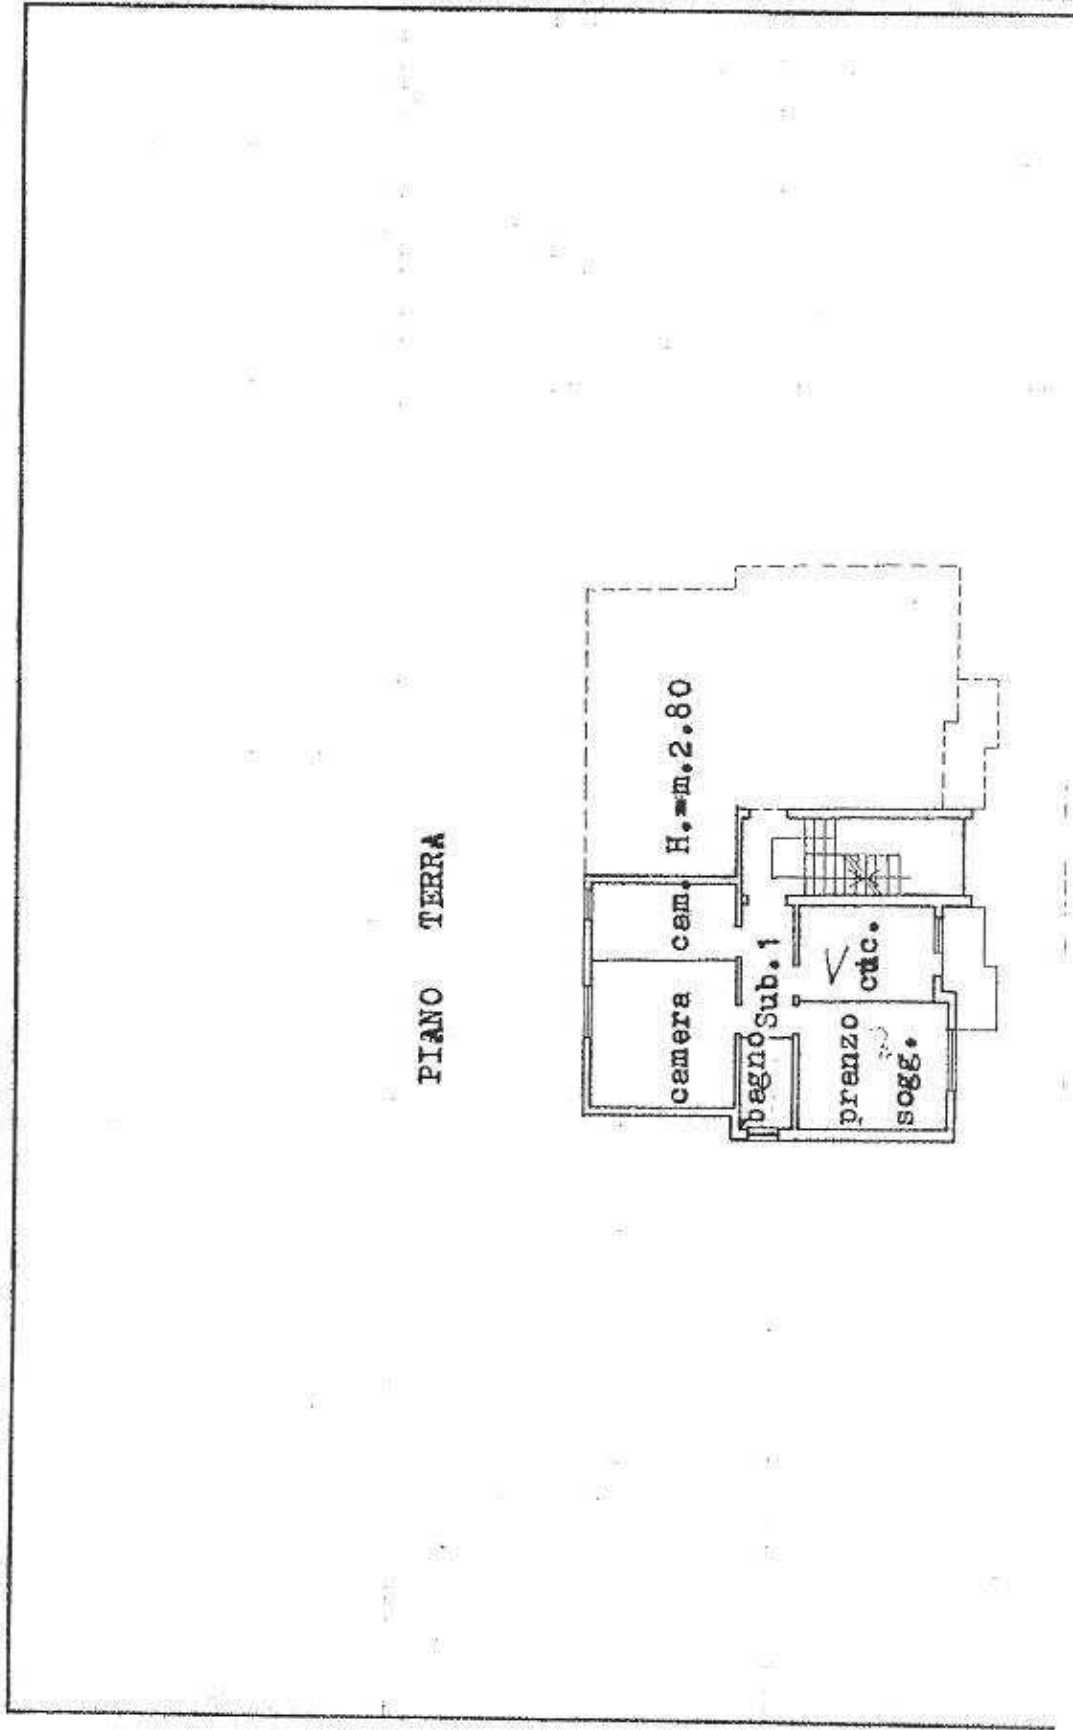 PIANO TERRA
camera
cam.
H.=m.2.80
bagno
Sub.1
pranzo
cuc.
sogg.